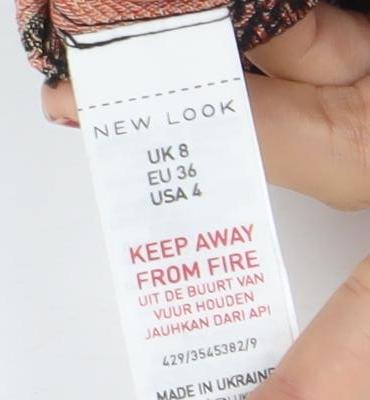 NEW LOOK
UK 8
EU 36
USA 4
KEEP AWAY
FROM FIRE
UIT DE BUURT VAN
VUUR HOUDEN
JAUHKAN DARI API
429/3545382/9
MADE IN UKRAINE